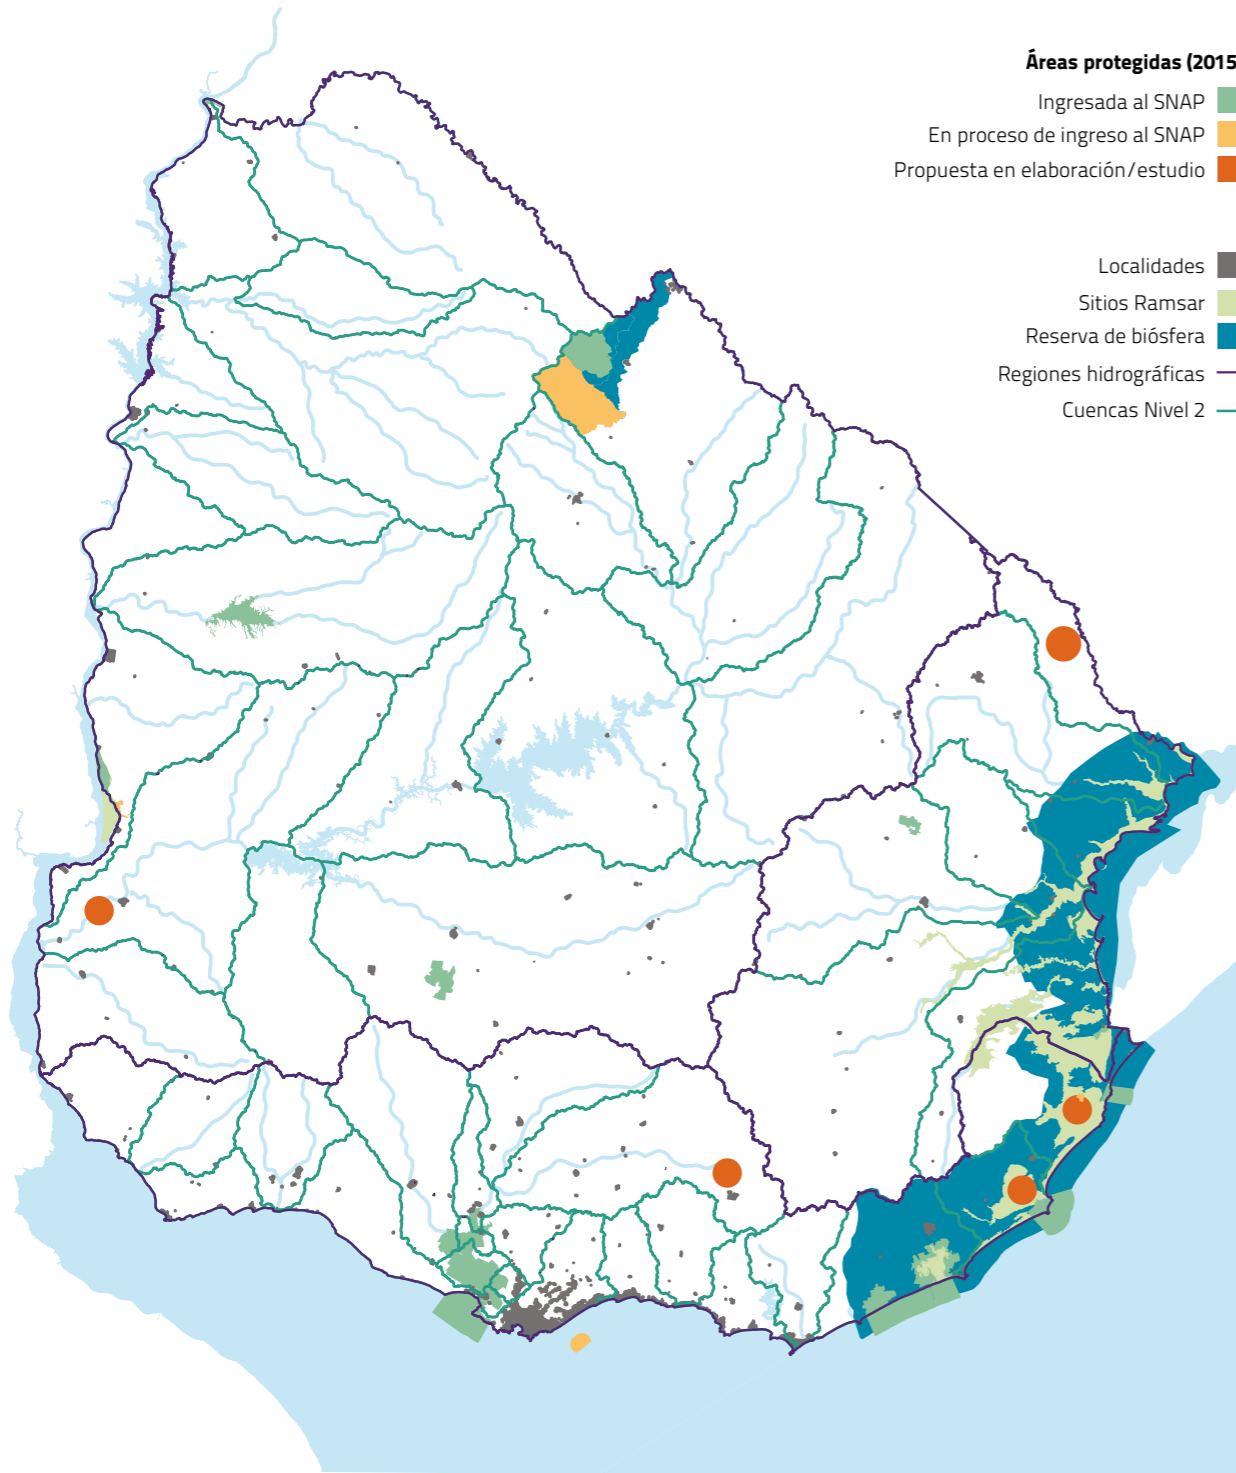 Áreas protegidas (2015
Ingresada al SNAP
En proceso de ingreso al SNAP
Propuesta en elaboración/estudio
Localidades
Sitios Ramsar
Reserva de biósfera
Regiones hidrográficas
Cuencas Nivel 2